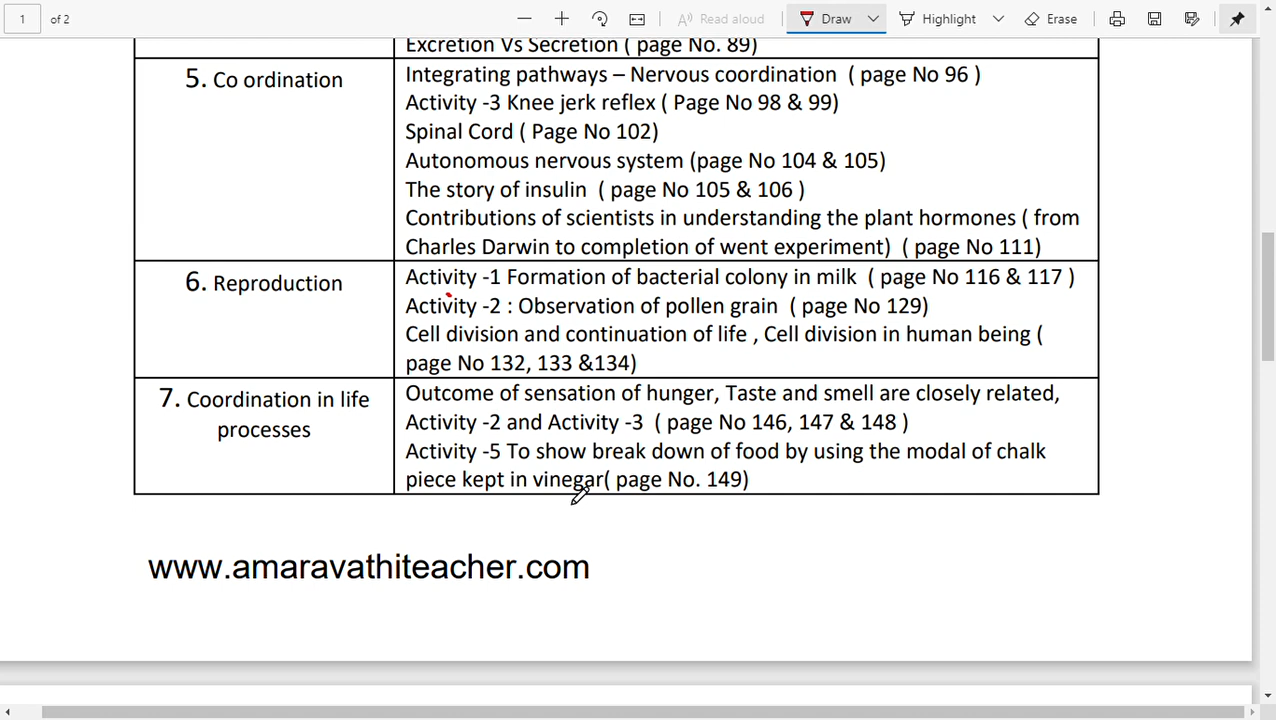 1 of 2 Read aloud Draw Highlight Erase
Excretion Vs Secretion ( page No. 89)
5. Co ordination
Integrating pathways – Nervous coordination ( page No 96 )
Activity -3 Knee jerk reflex ( Page No 98 & 99)
Spinal Cord ( Page No 102)
Autonomous nervous system (page No 104 & 105)
The story of insulin ( page No 105 & 106 )
Contributions of scientists in understanding the plant hormones ( from
Charles Darwin to completion of went experiment) ( page No 111)
6. Reproduction
Activity -1 Formation of bacterial colony in milk ( page No 116 & 117 )
Activity -2 : Observation of pollen grain ( page No 129)
Cell division and continuation of life , Cell division in human being (
page No 132, 133 &134)
7. Coordination in life
processes
Outcome of sensation of hunger, Taste and smell are closely related,
Activity -2 and Activity -3 ( page No 146, 147 & 148 )
Activity -5 To show break down of food by using the modal of chalk
piece kept in vinegar( page No. 149)
www.amaravathiteacher.com